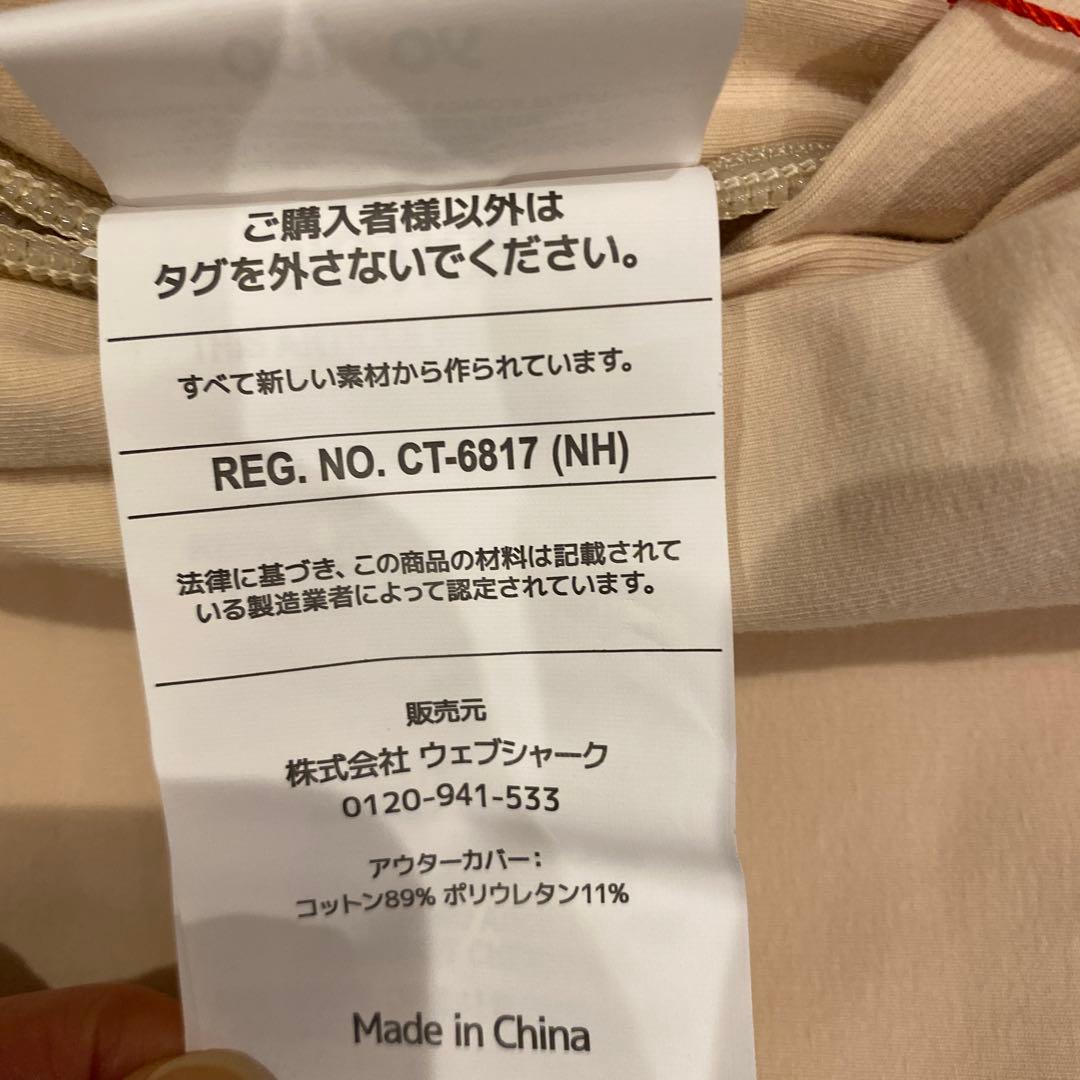 ご購入者様以外は
タグを外さないでください。
すべて新しい素材から作られています。
REG. NO. CT-6817 (NH)
法律に基づき、この商品の材料は記載されて
いる製造業者によって認定されています。
販売元
株式会社 ウェブシャーク
0120-941-533
アウターカバー：
コットン89% ポリウレタン11%
Made in China